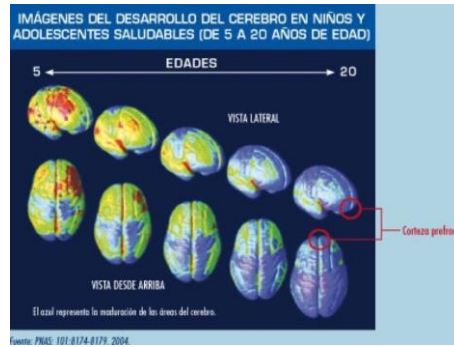 IMÁGENES DEL DESARROLLO DEL CEREBRO EN NIÑOS Y
ADOLESCENTES SALUDABLES (DE 5 A 20 AÑOS DE EDAD)
EDADES
5
20
VISTA LATERAL
Corteza prefro
VISTA DESDE ARRIBA
El azul representa la maduración de las áreas del cerebro.
Fuente: PNAS: 101:8174-8179, 2004.